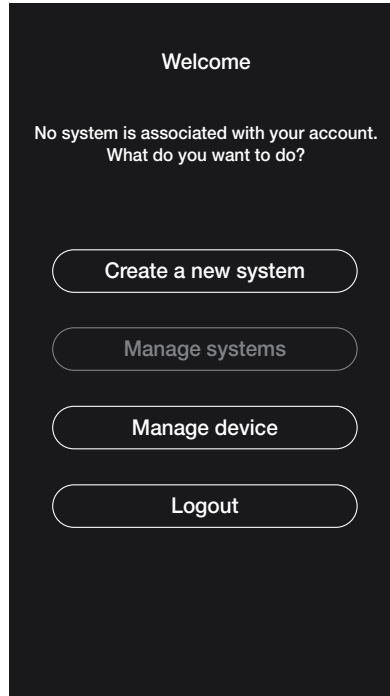 Welcome
No system is associated with your account.
What do you want to do?
Create a new system
Manage systems
Manage device
Logout